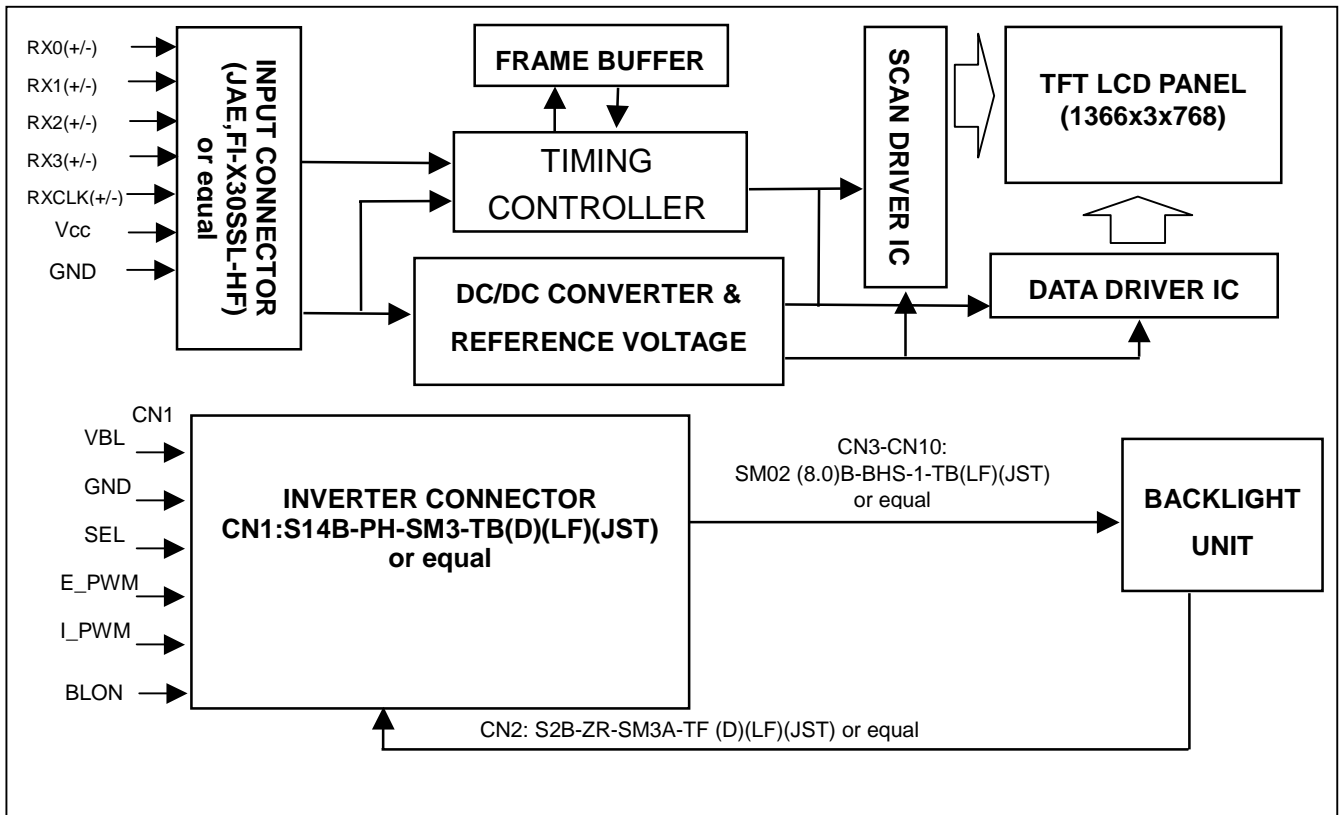 RX0(+/-)
RX1(+/-)
RX2(+/-)
RX3(+/-)
RXCLK(+/-)
Vcc
GND
INPUT CONNECTOR
(JAE,FI-X30SSL-HF)
or equal
FRAME BUFFER
TIMING
CONTROLLER
DC/DC CONVERTER &
REFERENCE VOLTAGE
SCAN DRIVER IC
TFT LCD PANEL
(1366x3x768)
DATA DRIVER IC
CN1
VBL
GND
SEL
E_PWM
I_PWM
BLON
INVERTER CONNECTOR
CN1:S14B-PH-SM3-TB(D)(LF)(JST)
or equal
CN3-CN10:
SM02 (8.0)B-BHS-1-TB(LF)(JST)
or equal
BACKLIGHT
UNIT
CN2: S2B-ZR-SM3A-TF (D)(LF)(JST) or equal